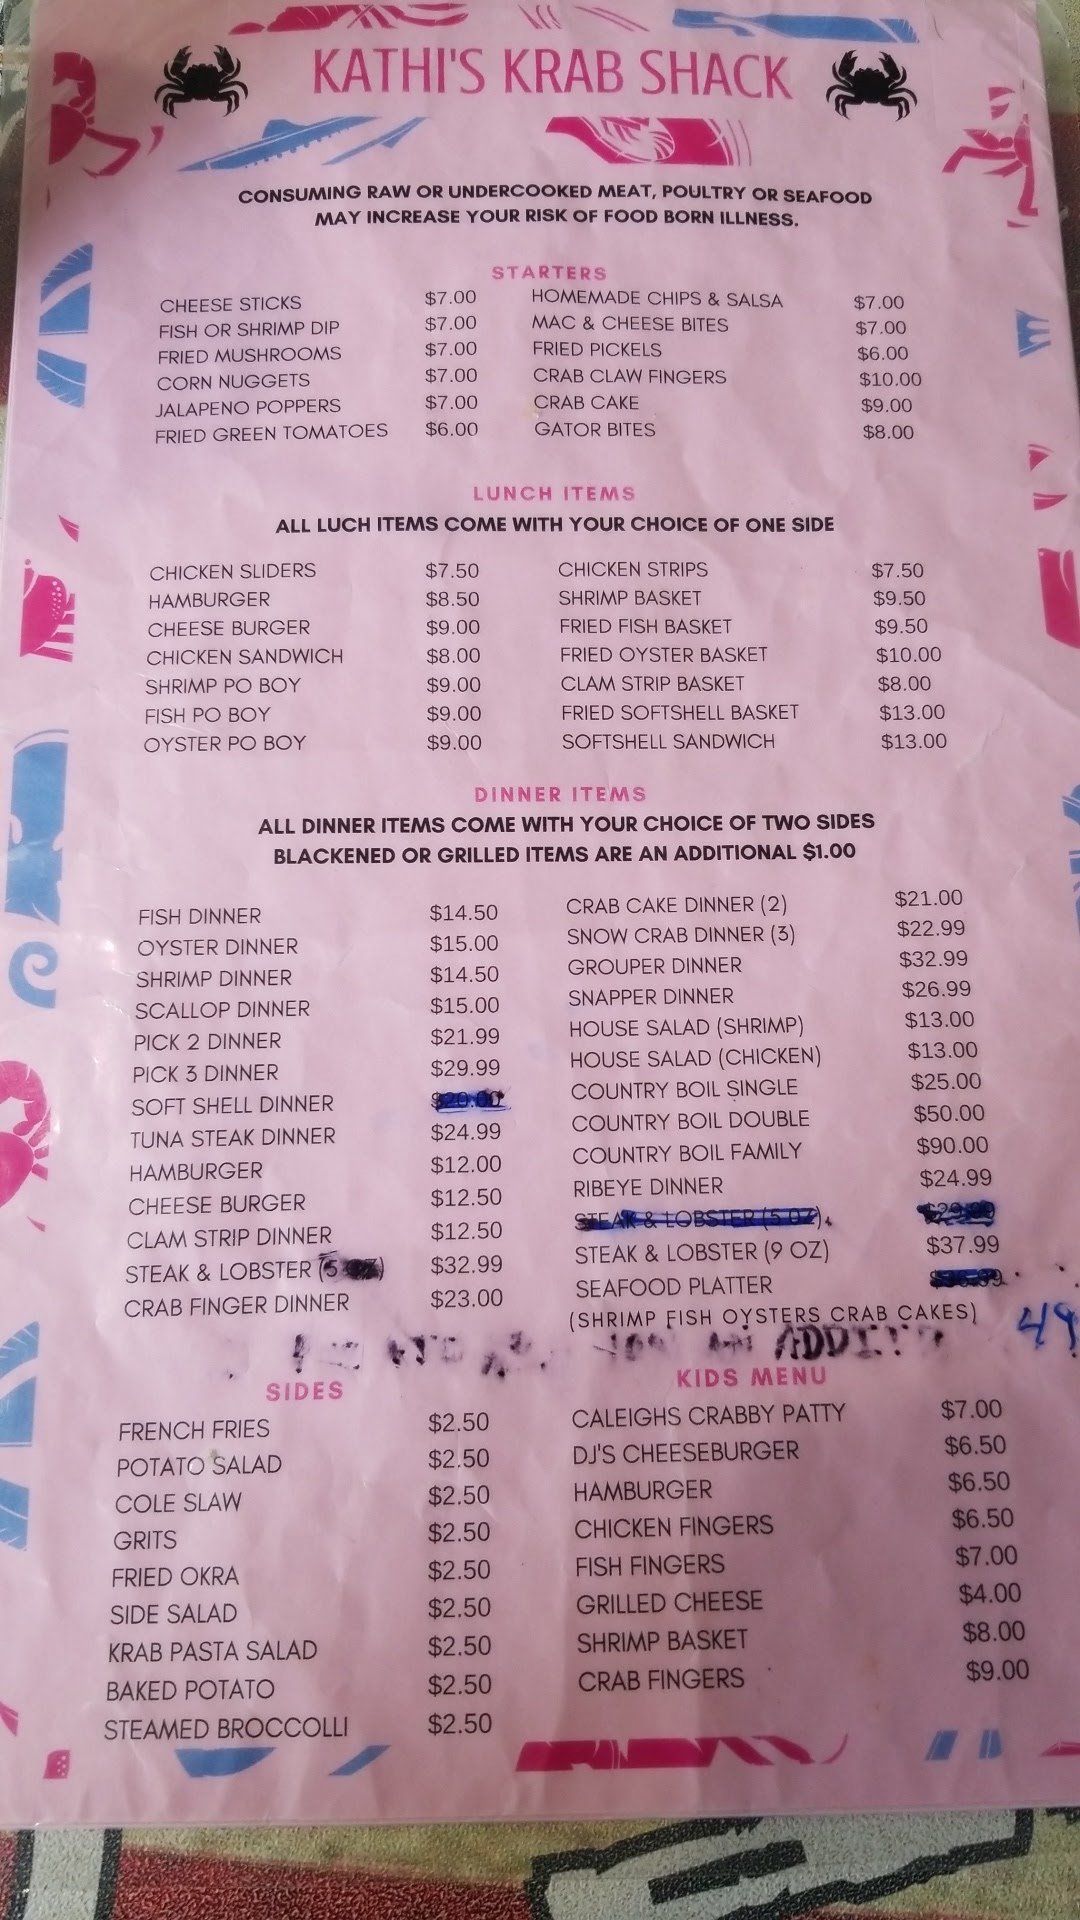 KATHI'S KRAB SHACK
CONSUMING RAW OR UNDERCOOKED MEAT, POULTRY OR SEAFOOD
MAY INCREASE YOUR RISK OF FOOD BORN ILLNESS.
STARTERS
CHEESE STICKS $7.00
FISH OR SHRIMP DIP $7.00
FRIED MUSHROOMS $7.00
CORN NUGGETS $7.00
JALAPENO POPPERS $7.00
FRIED GREEN TOMATOES $6.00
HOMEMADE CHIPS & SALSA $7.00
MAC & CHEESE BITES $7.00
FRIED PICKELS $6.00
CRAB CLAW FINGERS $10.00
CRAB CAKE $9.00
GATOR BITES $8.00
LUNCH ITEMS
ALL LUCH ITEMS COME WITH YOUR CHOICE OF ONE SIDE
CHICKEN SLIDERS $7.50
HAMBURGER $8.50
CHEESE BURGER $9.00
CHICKEN SANDWICH $8.00
SHRIMP PO BOY $9.00
FISH PO BOY $9.00
OYSTER PO BOY $9.00
CHICKEN STRIPS $7.50
SHRIMP BASKET $9.50
FRIED FISH BASKET $9.50
FRIED OYSTER BASKET $10.00
CLAM STRIP BASKET $8.00
FRIED SOFTSHELL BASKET $13.00
SOFTSHELL SANDWICH $13.00
DINNER ITEMS
ALL DINNER ITEMS COME WITH YOUR CHOICE OF TWO SIDES
BLACKENED OR GRILLED ITEMS ARE AN ADDITIONAL $1.00
FISH DINNER $14.50
OYSTER DINNER $15.00
SHRIMP DINNER $14.50
SCALLOP DINNER $15.00
PICK 2 DINNER $21.99
PICK 3 DINNER $29.99
SOFT SHELL DINNER $20.00
TUNA STEAK DINNER $24.99
HAMBURGER $12.00
CHEESE BURGER $12.50
CLAM STRIP DINNER $12.50
STEAK & LOBSTER (5 $32.99
CRAB FINGER DINNER $23.00
CRAB CAKE DINNER (2) $21.00
SNOW CRAB DINNER (3) $22.99
GROUPER DINNER $32.99
SNAPPER DINNER $26.99
HOUSE SALAD (SHRIMP) $13.00
HOUSE SALAD (CHICKEN) $13.00
COUNTRY BOIL SINGLE $25.00
COUNTRY BOIL DOUBLE $50.00
COUNTRY BOIL FAMILY $90.00
RIBEYE DINNER $24.99
STEAK & LOBSTER (5 OZ)
STEAK & LOBSTER (9 OZ) $37.99
SEAFOOD PLATTER
(SHRIMP FISH OYSTERS CRAB CAKES) 49
SIDES
FRENCH FRIES $2.50
POTATO SALAD $2.50
COLE SLAW $2.50
GRITS $2.50
FRIED OKRA $2.50
SIDE SALAD $2.50
KRAB PASTA SALAD $2.50
BAKED POTATO $2.50
STEAMED BROCCOLLI $2.50
KIDS MENU
CALEIGHS CRABBY PATTY $7.00
DJ'S CHEESEBURGER $6.50
HAMBURGER $6.50
CHICKEN FINGERS $6.50
FISH FINGERS $7.00
GRILLED CHEESE $4.00
SHRIMP BASKET $8.00
CRAB FINGERS $9.00